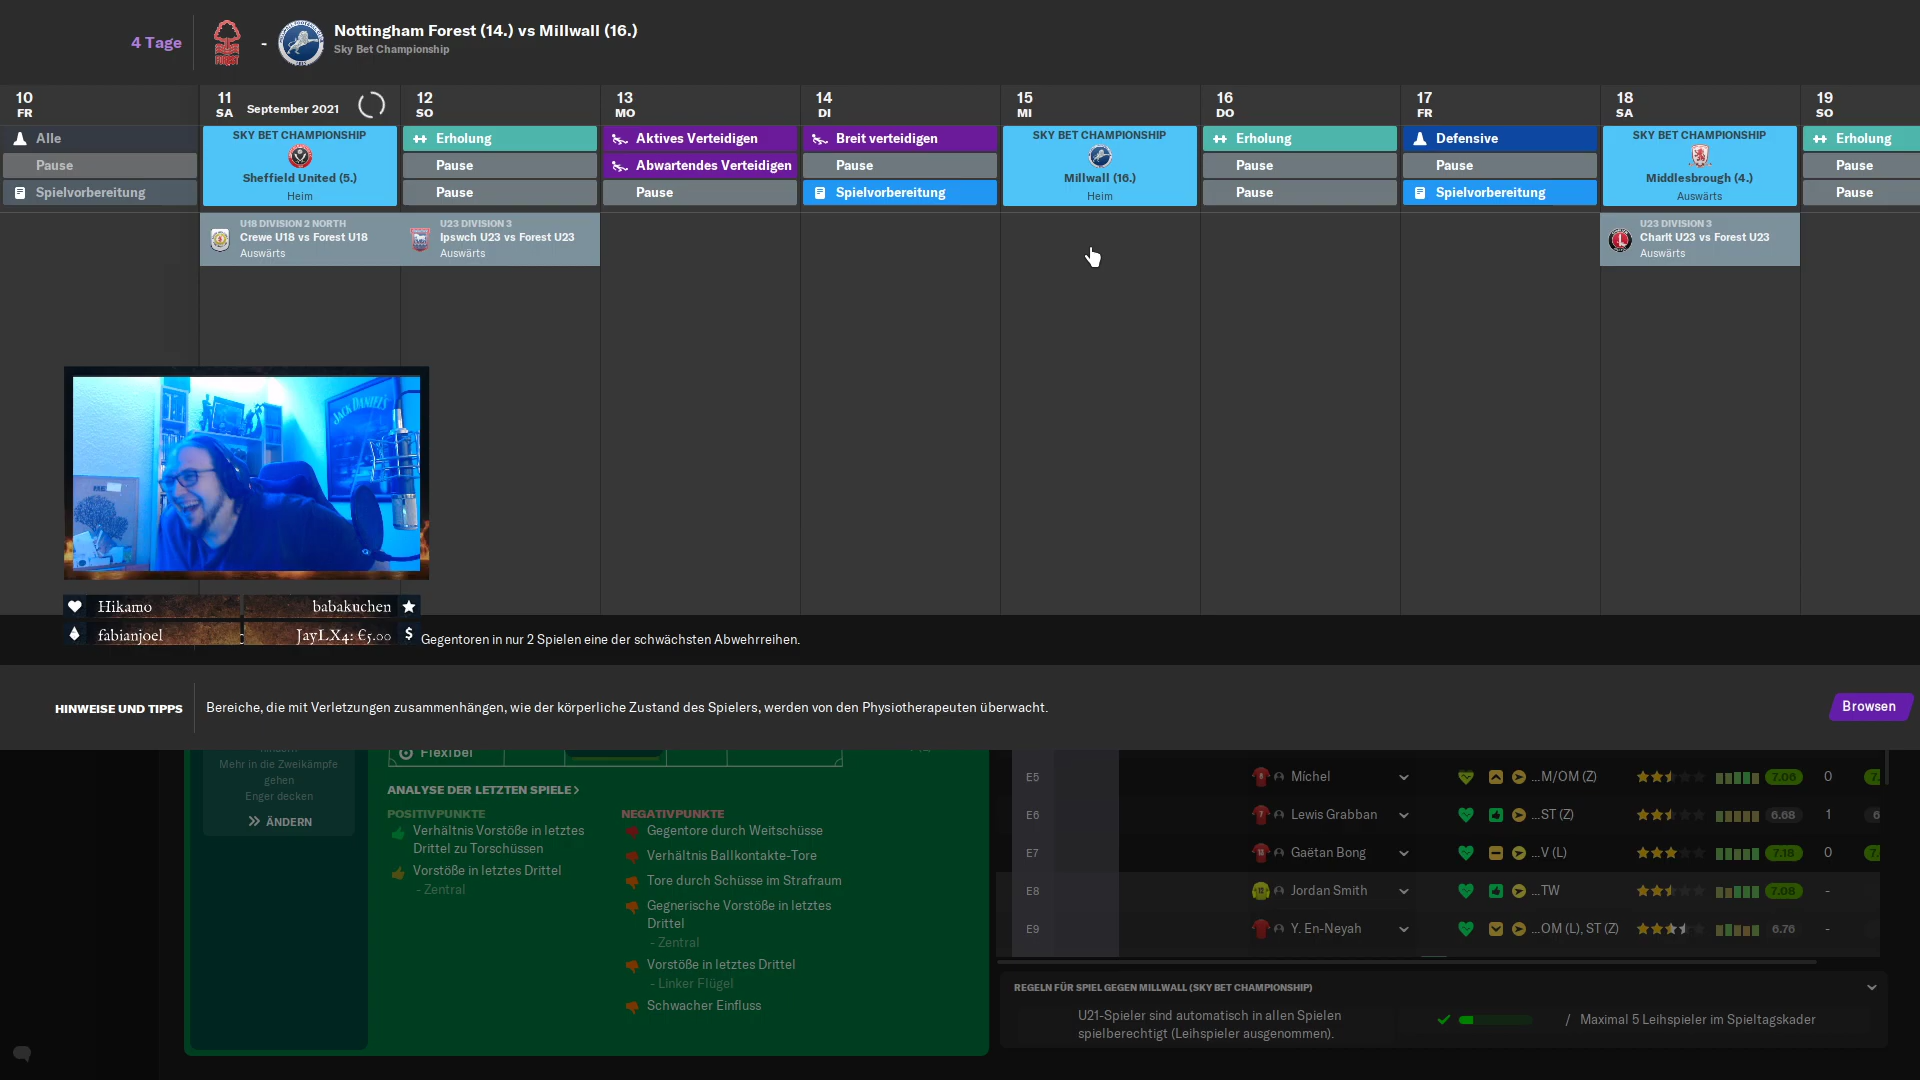 4 Tage
-
Nottingham Forest (14.) vs Millwall (16.)
Sky Bet Championship
10
FR
11
SA
September 2021
12
SO
13
MO
14
DI
15
MI
16
DO
17
FR
18
SA
19
SO
Alle
Pause
Spielvorbereitung
SKY BET CHAMPIONSHIP
Sheffield United (5.)
Heim
Erholung
Pause
Pause
Aktives Verteidigen
Abwartendes Verteidigen
Pause
Breit verteidigen
Pause
Spielvorbereitung
SKY BET CHAMPIONSHIP
Millwall (16.)
Heim
Erholung
Pause
Pause
Defensive
Pause
Spielvorbereitung
SKY BET CHAMPIONSHIP
Middlesbrough (4.)
Auswärts
Erholung
Pause
Pause
U18 DIVISION 2 NORTH
Crewe U18 vs Forest U18
Auswärts
U23 DIVISION 3
Ipswch U23 vs Forest U23
Auswärts
U23 DIVISION 3
Charlt U23 vs Forest U23
Auswärts
JACK DANIEL'S
Hikamo
babakuchen
fabianjoel
JayLX4: €5.00
Gegentoren in nur 2 Spielen eine der schwächsten Abwehrreihen.
HINWEISE UND TIPPS
Bereiche, die mit Verletzungen zusammenhängen, wie der körperliche Zustand des Spielers, werden von den Physiotherapeuten überwacht.
Browsen
Mehr in die Zweikämpfe
gehen
Enger decken
ÄNDERN
Flexibel
ANALYSE DER LETZTEN SPIELE
POSITIVPUNKTE
Verhältnis Vorstöße in letztes
Drittel zu Torschüssen
Vorstöße in letztes Drittel
- Zentral
NEGATIVPUNKTE
Gegentore durch Weitschüsse
Verhältnis Ballkontakte-Tore
Tore durch Schüsse im Strafraum
Gegnerische Vorstöße in letztes
Drittel
- Zentral
Vorstöße in letztes Drittel
- Linker Flügel
Schwacher Einfluss
E5 Míchel ...M/OM (Z) 7.06 0 7.
E6 Lewis Grabban ...ST (Z) 6.68 1 6
E7 Gaëtan Bong ...V (L) 7.18 0 7.
E8 Jordan Smith ...TW 7.08 -
E9 Y. En-Neyah ...OM (L), ST (Z) 6.76 -
REGELN FÜR SPIEL GEGEN MILLWALL (SKY BET CHAMPIONSHIP)
U21-Spieler sind automatisch in allen Spielen
spielberechtigt (Leihspieler ausgenommen).
/ Maximal 5 Leihspieler im Spieltagskader